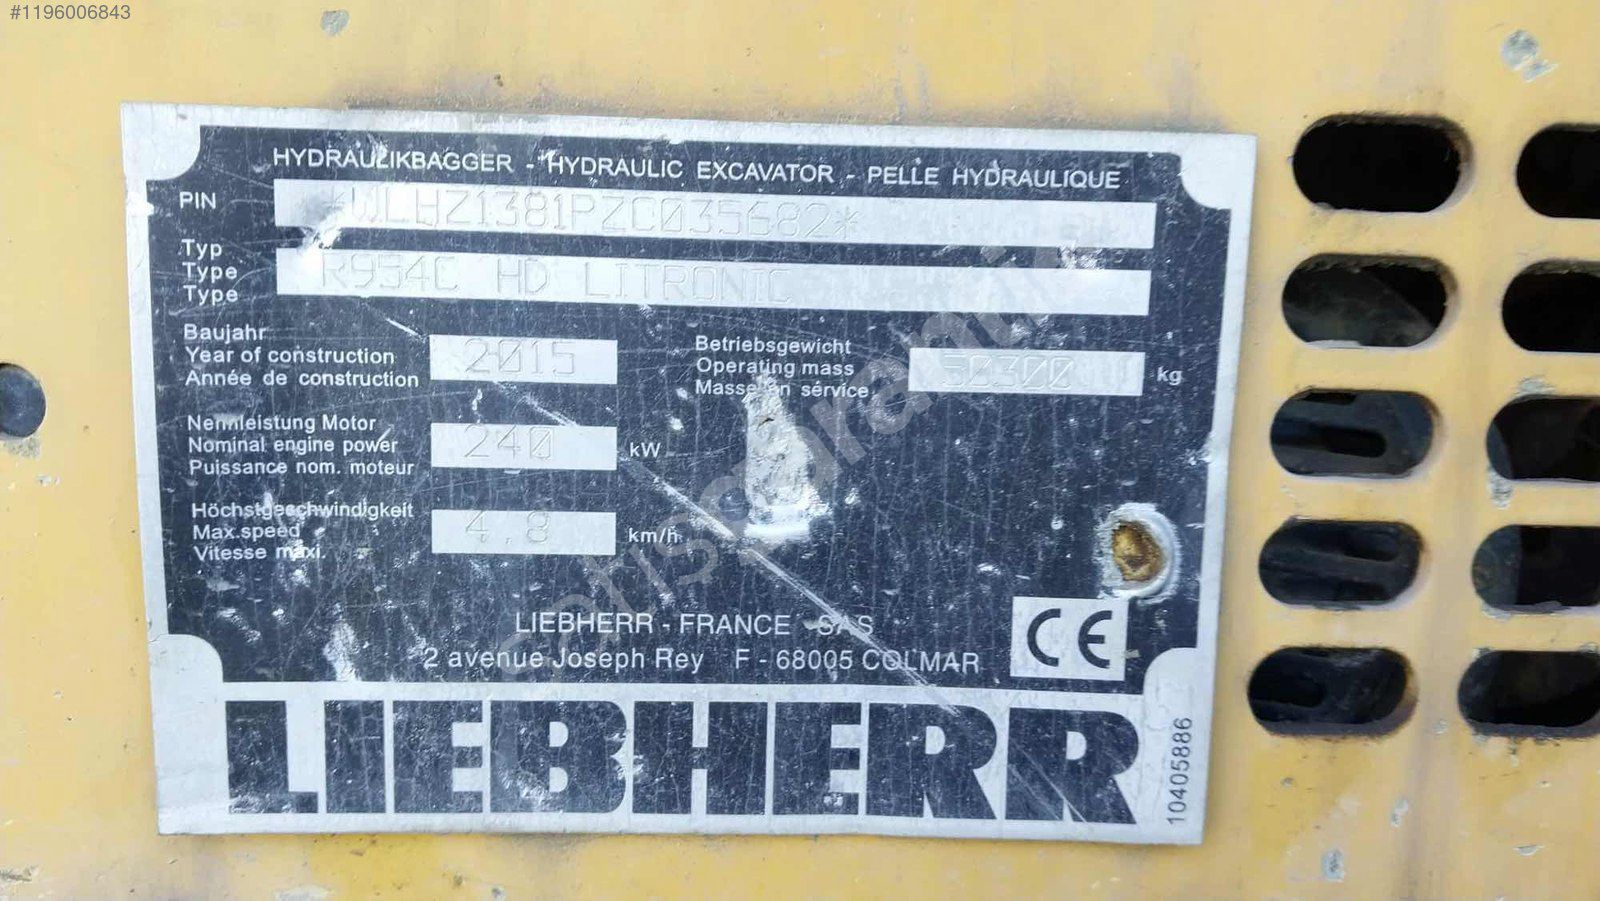 #1196006843
HYDRAULIKBAGGER - HYDRAULIC EXCAVATOR - PELLE HYDRAULIQUE
PIN *WLHZ1381PZC035682*
Typ
Type R954C HD LITRONIC
Type
Baujahr
Year of construction 2015
Année de construction
Betriebsgewicht
Operating mass 50300 kg
Masse en service
Nennleistung Motor
Nominal engine power 240 kW
Puissance nom. moteur
Höchstgeschwindigkeit
Max.speed 4.8 km/h
Vitesse maxi.
LIEBHERR - FRANCE SAS
2 avenue Joseph Rey F - 68005 COLMAR
CE
LIEBHERR
10405886